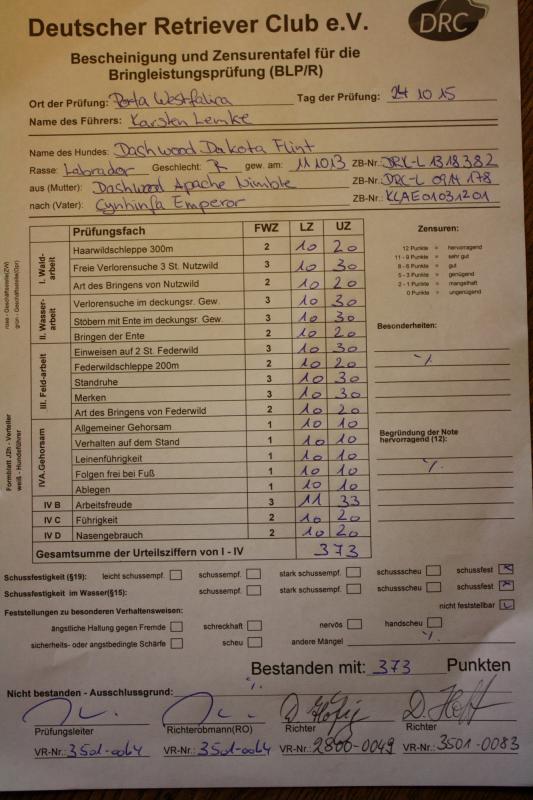 Deutscher Retriever Club e.V.
DRC
Bescheinigung und Zensurentafel für die
Bringleistungsprüfung (BLP/R)
Ort der Prüfung: Porta Westfalica Tag der Prüfung: 24 10 15
Name des Führers: Karsten Lemke
Name des Hundes: Dashwood Dakota Flint
Rasse: Labrador Geschlecht: R gew. am: 11 10 13 ZB-Nr.: DRC-L 1318382
aus (Mutter): Dashwood Apache Nimble ZB-Nr.: DRC-L 0914178
nach (Vater): Cynhinfa Emperor ZB-Nr.: KLAE01031201
Prüfungsfach FWZ LZ UZ
I. Wald-arbeit
Haarwildschleppe 300m 2 10 20
Freie Verlorensuche 3 St. Nutzwild 3 10 30
Art des Bringens von Nutzwild 2 10 20
II. Wasser-arbeit
Verlorensuche im deckungsr. Gew. 3 10 30
Stöbern mit Ente im deckungsr. Gew. 3 10 30
Bringen der Ente 2 10 20
III. Feld-arbeit
Einweisen auf 2 St. Federwild 3 10 30
Federwildschleppe 200m 2 10 20
Standruhe 3 10 30
Merken 3 10 30
Art des Bringens von Federwild 2 10 20
IVA.Gehorsam
Allgemeiner Gehorsam 1 10 10
Verhalten auf dem Stand 1 10 10
Leinenführigkeit 1 10 10
Folgen frei bei Fuß 1 10 10
Ablegen 1 10 10
IV B Arbeitsfreude 3 11 33
IV C Führigkeit 2 10 20
IV D Nasengebrauch 2 10 20
Gesamtsumme der Urteilsziffern von I - IV 373
Zensuren:
12 Punkte = hervorragend
11 - 9 Punkte = sehr gut
8 - 6 Punkte = gut
5 - 3 Punkte = genügend
2 - 1 Punkte = mangelhaft
0 Punkte = ungenügend
Besonderheiten:
·/.
Begründung der Note
hervorragend (12):
·/.
Formblatt J2h - Verteiler
weiß - Hundeführer
rose - Geschäftsstelle(ZW)
grün - Geschäftsstelle(Opr)
Schussfestigkeit (§19): leicht schussempf. schussempf. stark schussempf. schussscheu schussfest x
Schussfestigkeit im Wasser(§15): schussempf. stark schussempf. schussscheu schussfest x
Feststellungen zu besonderen Verhaltensweisen: nicht feststellbar
ängstliche Haltung gegen Fremde schreckhaft nervös handscheu
sicherheits- oder angstbedingte Schärfe scheu andere Mängel ·/.
Bestanden mit: 373 Punkten
Nicht bestanden - Ausschlussgrund: ·/.
Prüfungsleiter Richterobmann(RO) Richter Richter
VR-Nr.: 3501-0064 VR-Nr.: 3501-0064 VR-Nr.: 2800-0049 VR-Nr.: 3501-0083